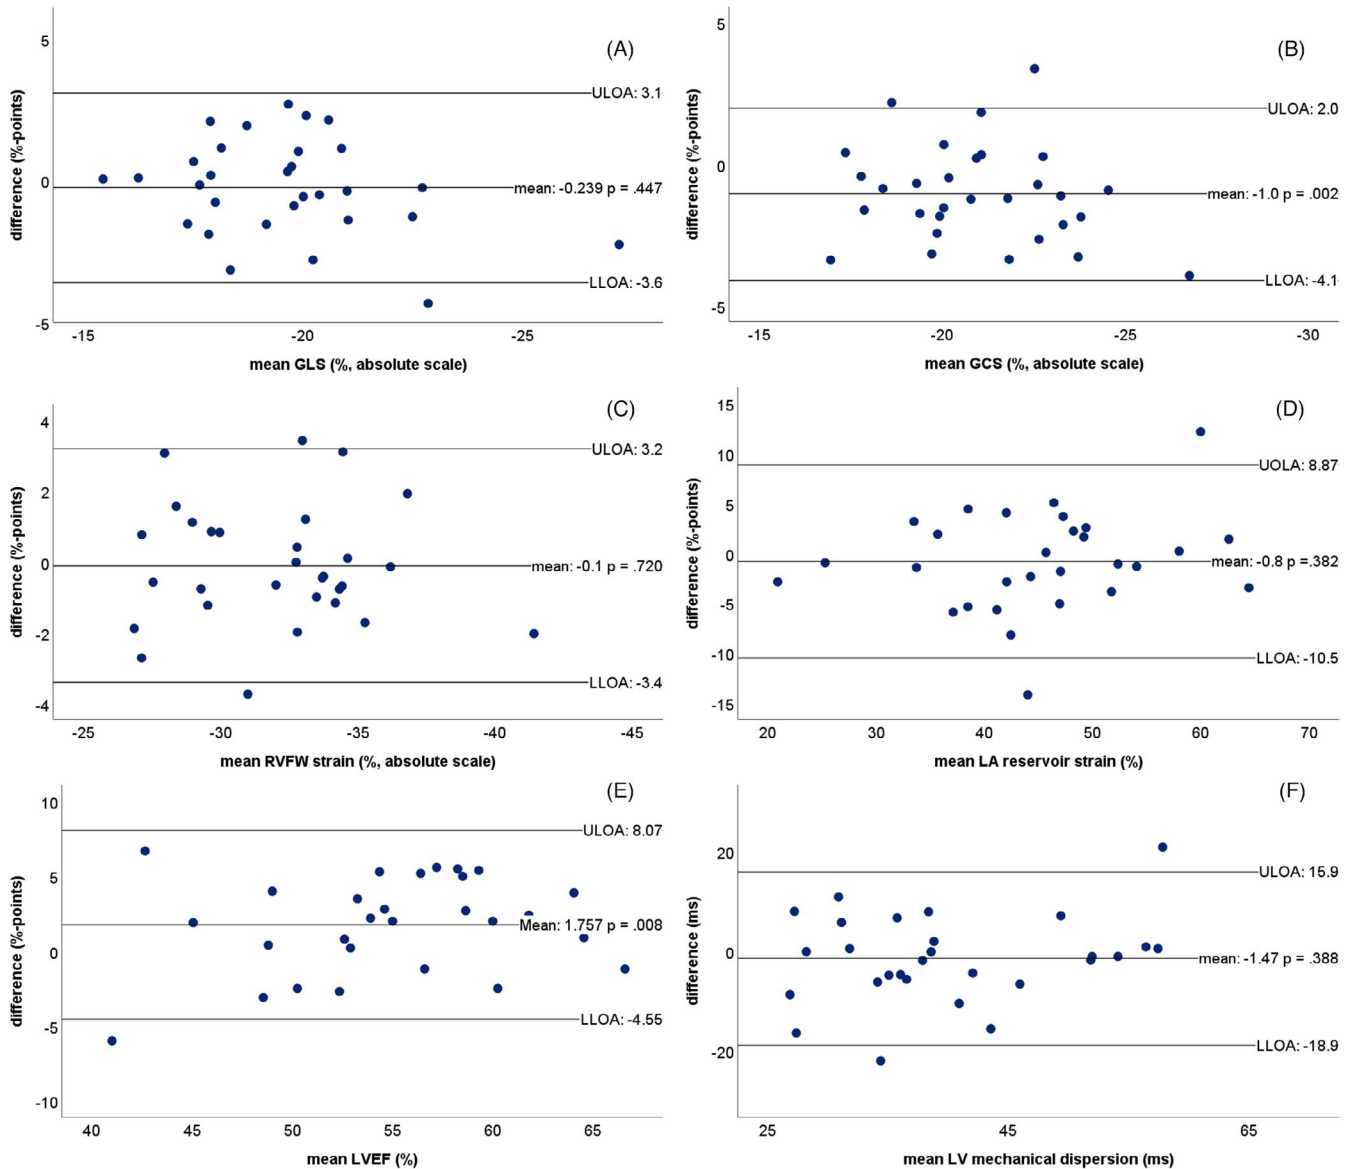 (A)
5
ULOA: 3.1
difference (%-points)
0
mean: -0.239 p = .447
LLOA: -3.6
-5
-15 -20 -25
mean GLS (%, absolute scale)
(B)
5
ULOA: 2.0
difference (%-points)
0
mean: -1.0 p = .002
LLOA: -4.1
-5
-15 -20 -25 -30
mean GCS (%, absolute scale)
(C)
4
ULOA: 3.2
2
difference (%-points)
0
mean: -0.1 p = .720
-2
LLOA: -3.4
-4
-25 -30 -35 -40 -45
mean RVFW strain (%, absolute scale)
(D)
15
10
UOLA: 8.87
5
difference (%-points)
0
mean: -0.8 p =.382
-5
-10
LLOA: -10.5
-15
20 30 40 50 60 70
mean LA reservoir strain (%)
(E)
10
ULOA: 8.07
5
difference (%-points)
Mean: 1.757 p = .008
0
LLOA: -4.55
-5
-10
40 45 50 55 60 65
mean LVEF (%)
(F)
20
ULOA: 15.9
difference (ms)
0
mean: -1.47 p = .388
LLOA: -18.9
-20
25 45 65
mean LV mechanical dispersion (ms)